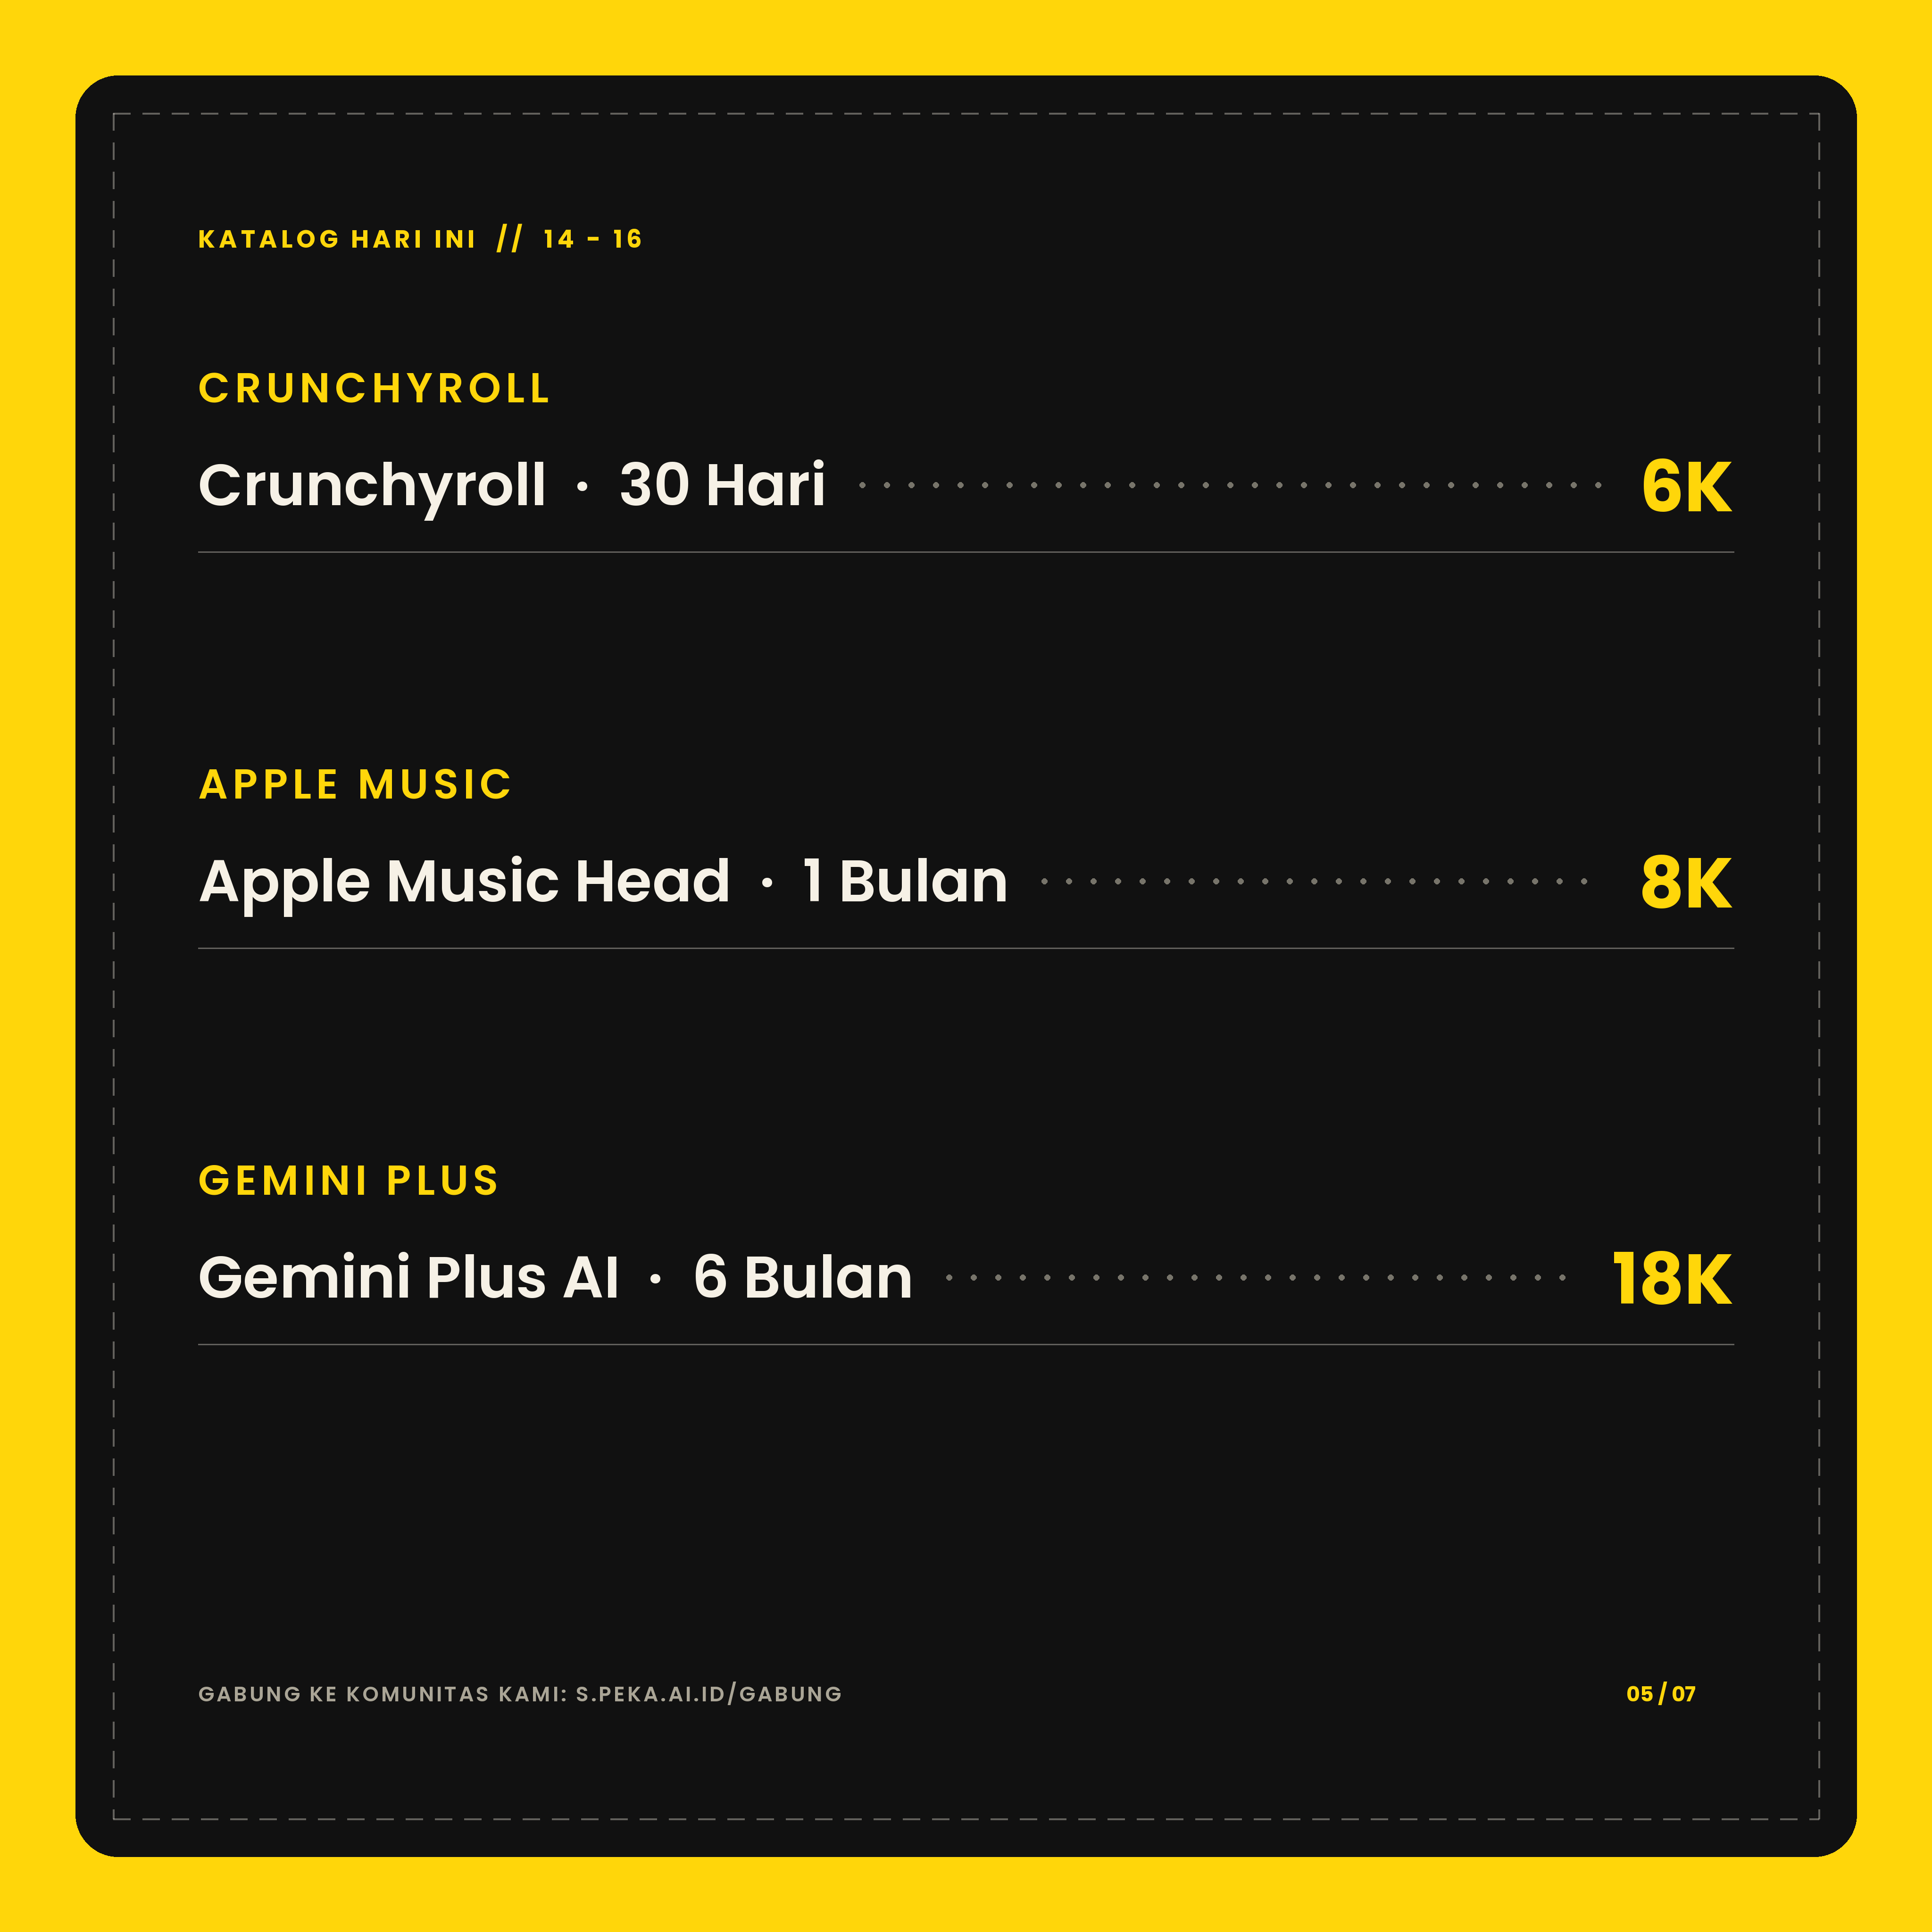 KATALOG HARI INI // 14 - 16
CRUNCHYROLL
Crunchyroll · 30 Hari 6K
APPLE MUSIC
Apple Music Head · 1 Bulan 8K
GEMINI PLUS
Gemini Plus AI · 6 Bulan 18K
GABUNG KE KOMUNITAS KAMI: S.PEKA.AI.ID/GABUNG 05 / 07